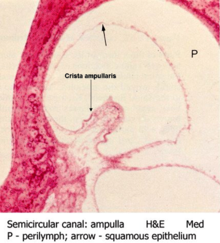 P
Crista ampullaris
Semicircular canal: ampulla H&E Med
P - perilymph; arrow - squamous epithelium